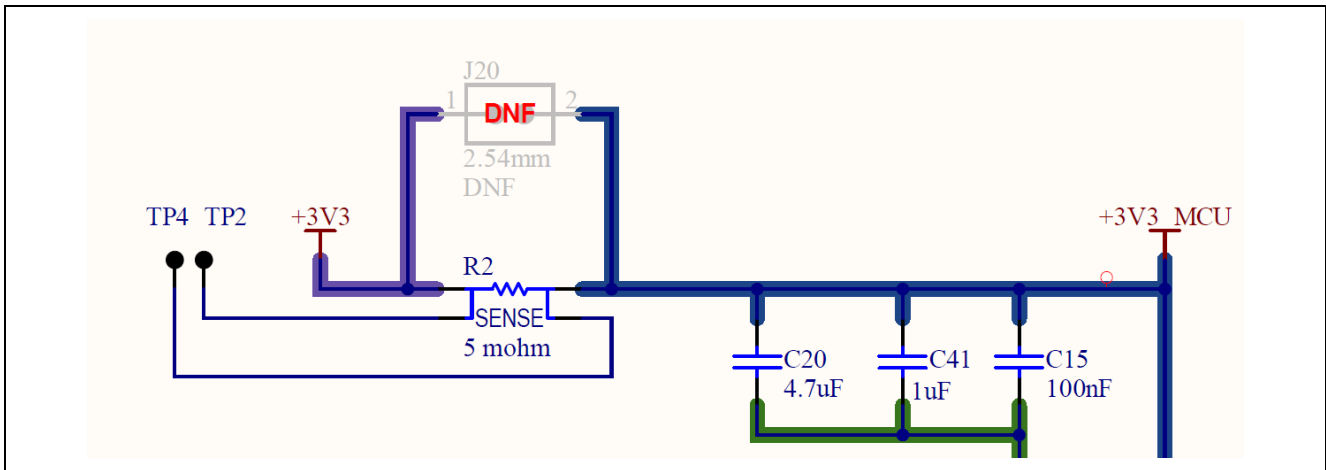 J20
1 DNF 2
2.54mm
DNF
TP4 TP2 +3V3 +3V3_MCU
R2
SENSE
5 mohm
C20 C41 C15
4.7uF 1uF 100nF